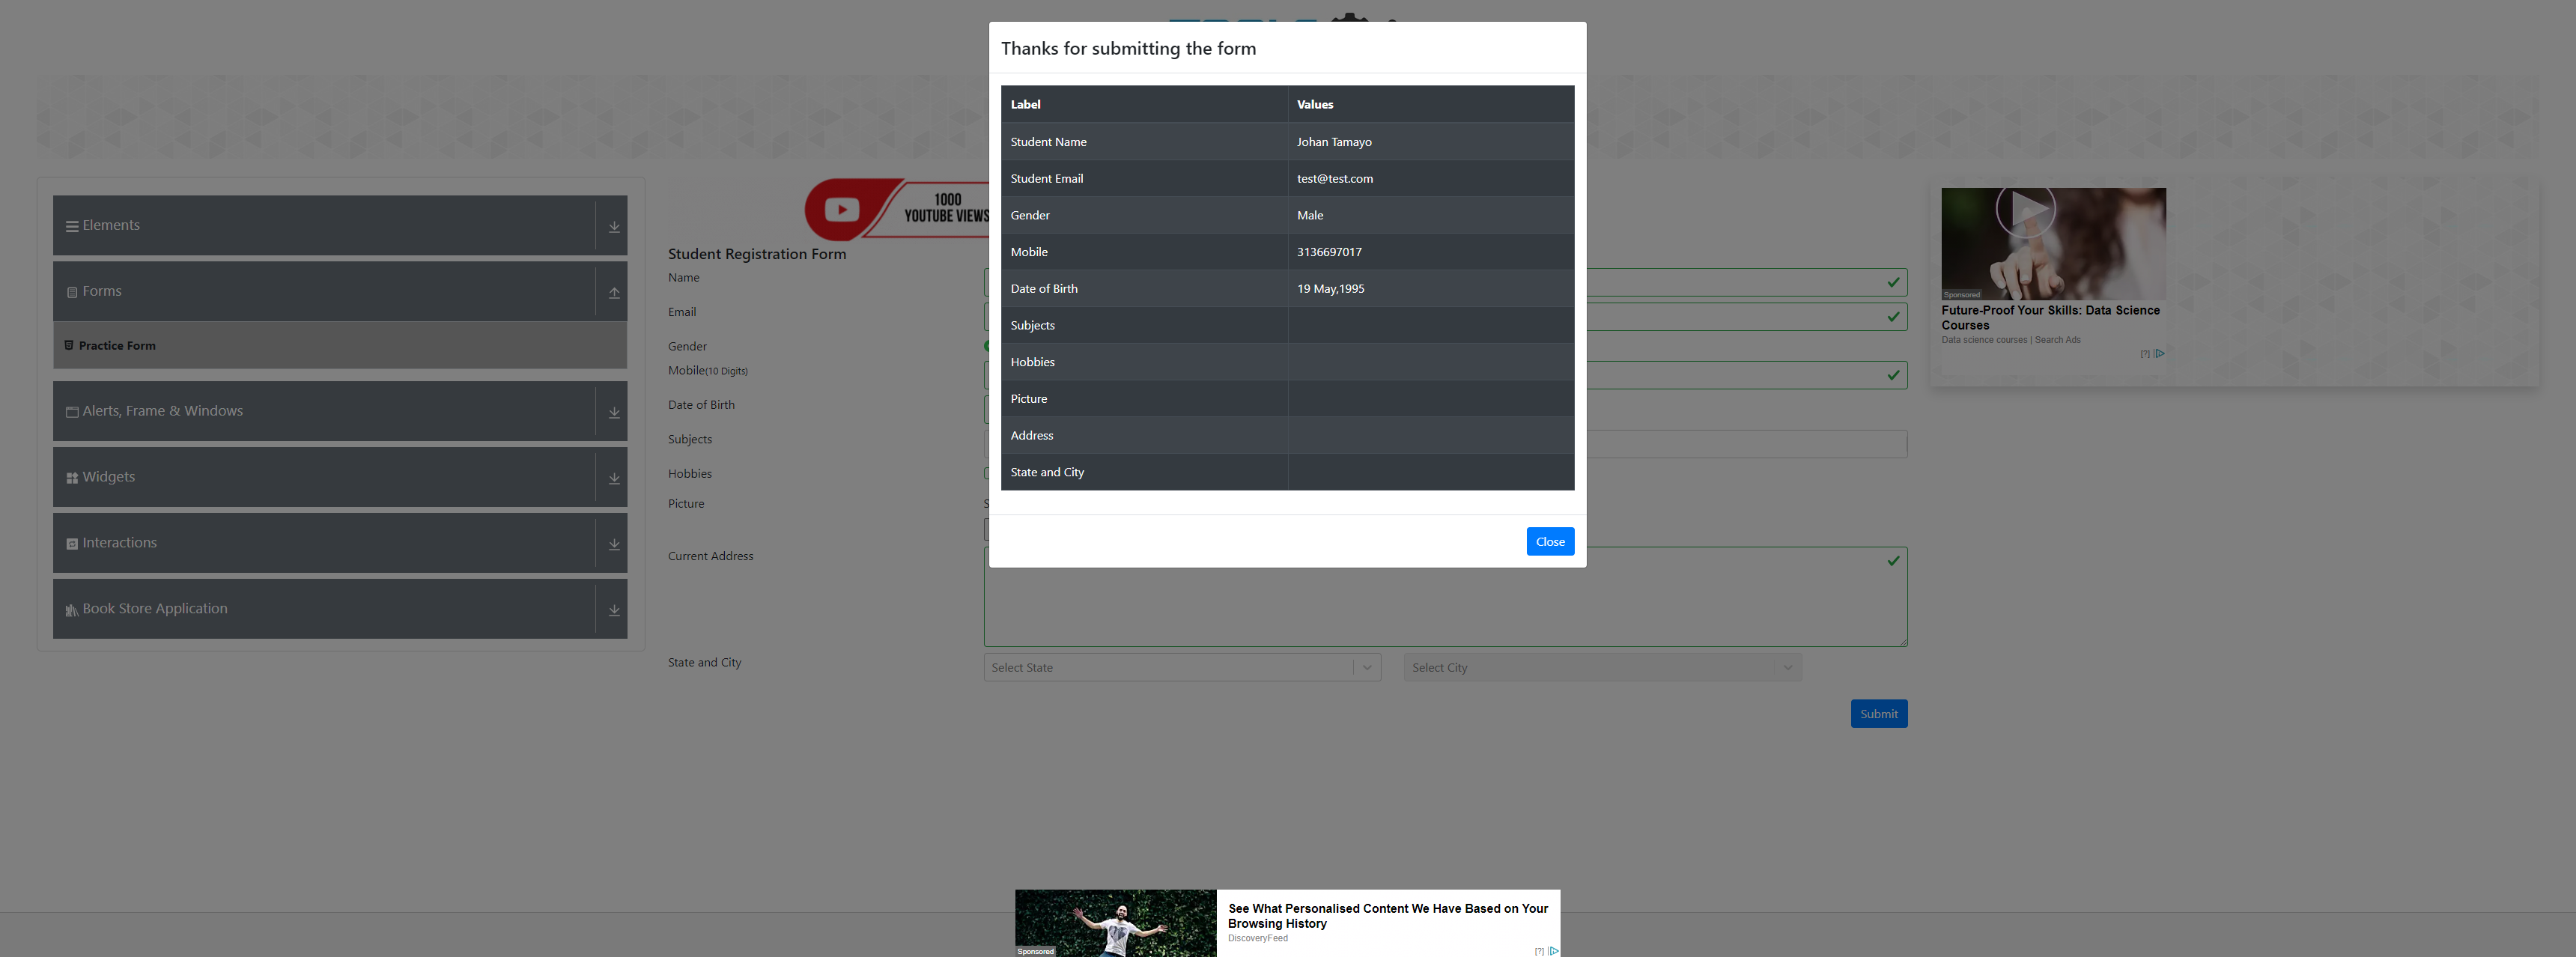 Thanks for submitting the form
Label Values
Student Name Johan Tamayo
Student Email test@test.com
Gender Male
Mobile 3136697017
Date of Birth 19 May,1995
Subjects
Hobbies
Picture
Address
State and City
Close
Elements
Forms
Practice Form
Alerts, Frame & Windows
Widgets
Interactions
Book Store Application
1000
YOUTUBE VIEWS
Student Registration Form
Name
Email
Gender
Mobile(10 Digits)
Date of Birth
Subjects
Hobbies
Picture
Current Address
State and City Select State Select City
Submit
Sponsored
Future-Proof Your Skills: Data Science
Courses
Data science courses | Search Ads
[?]
See What Personalised Content We Have Based on Your
Browsing History
DiscoveryFeed
Sponsored
[?]